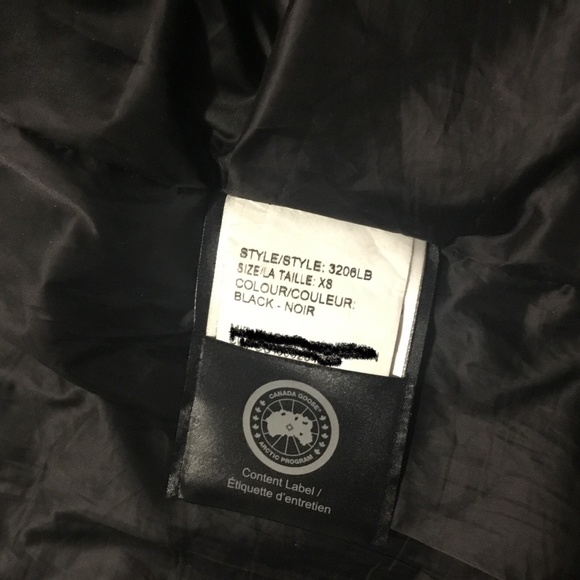 STYLE/STYLE: 3206LB
SIZE/LA TAILLE: XS
COLOUR/COULEUR:
BLACK - NOIR
CANADA GOOSE
ARCTIC PROGRAM
Content Label /
Étiquette d'entretien